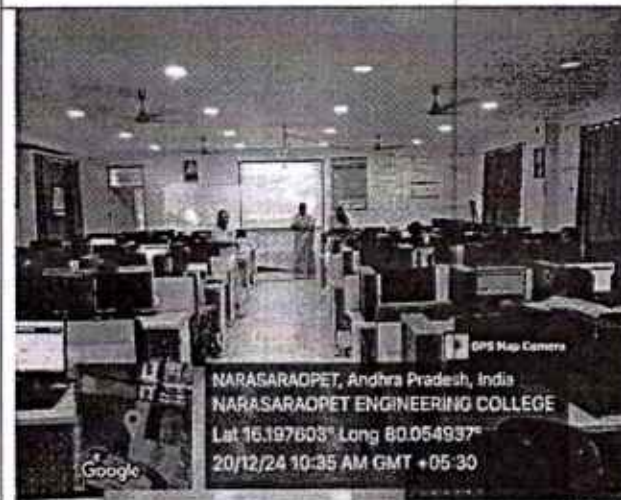 GPS Map Camera
NARASARAOPET, Andhra Pradesh, India
NARASARAOPET ENGINEERING COLLEGE
Lat 16.197603° Long 80.054937°
20/12/24 10:35 AM GMT +05:30
Google